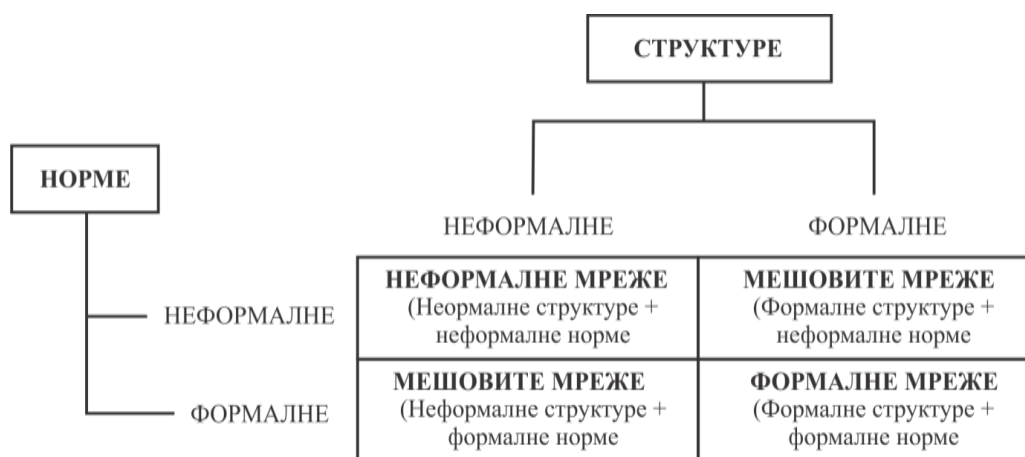 СТРУКТУРЕ
НОРМЕ
НЕФОРМАЛНЕ
ФОРМАЛНЕ
НЕФОРМАЛНЕ
НЕФОРМАЛНЕ МРЕЖЕ
(Неормалне структуре +
неформалне норме
МЕШОВИТЕ МРЕЖЕ
(Формалне структуре +
неформалне норме
ФОРМАЛНЕ
МЕШОВИТЕ МРЕЖЕ
(Неформалне структуре +
формалне норме
ФОРМАЛНЕ МРЕЖЕ
(Формалне структуре +
формалне норме